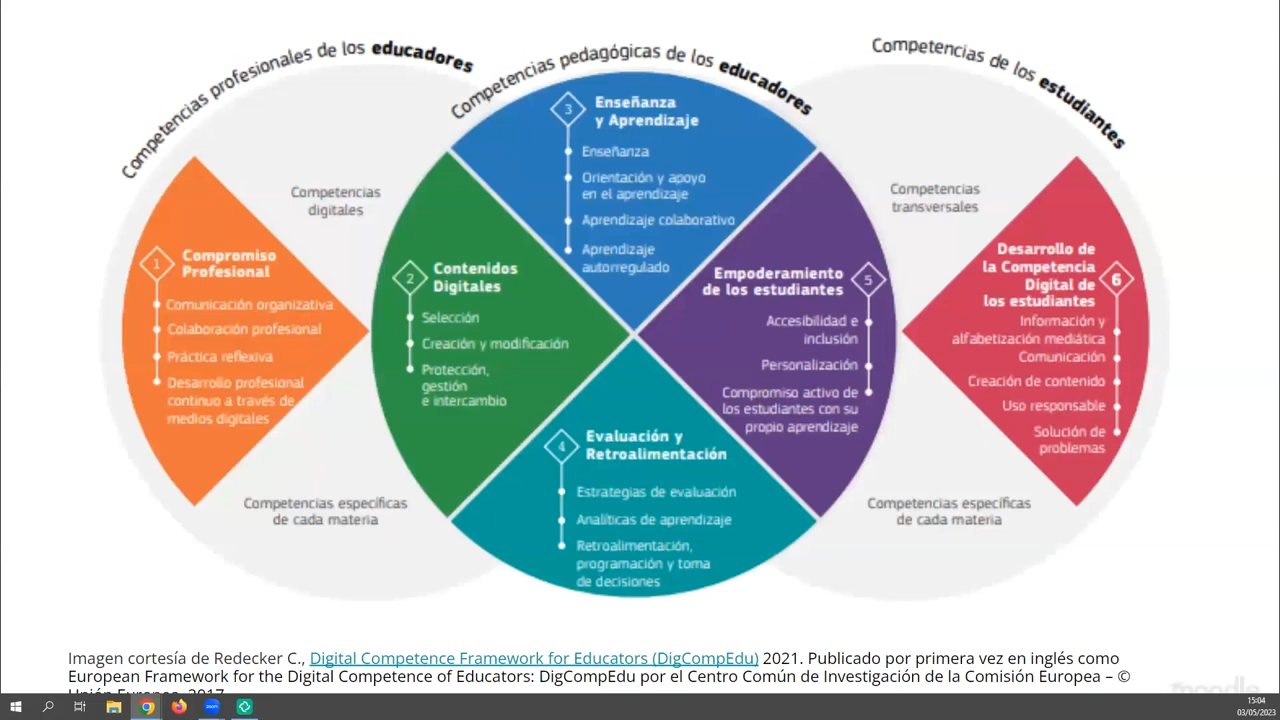 Competencias profesionales de los educadores
Competencias pedagógicas de los educadores
Competencias de los estudiantes
Competencias
digitales
Competencias
transversales
1
Compromiso
Profesional
Comunicación organizativa
Colaboración profesional
Práctica reflexiva
Desarrollo profesional
continuo a través de
medios digitales
2
Contenidos
Digitales
Selección
Creación y modificación
Protección,
gestión
e intercambio
3
Enseñanza
y Aprendizaje
Enseñanza
Orientación y apoyo
en el aprendizaje
Aprendizaje colaborativo
Aprendizaje
autorregulado
4
Evaluación y
Retroalimentación
Estrategias de evaluación
Analíticas de aprendizaje
Retroalimentación,
programación y toma
de decisiones
5
Empoderamiento
de los estudiantes
Accesibilidad e
inclusión
Personalización
Compromiso activo de
los estudiantes con su
propio aprendizaje
6
Desarrollo de
la Competencia
Digital de
los estudiantes
Información y
alfabetización mediática
Comunicación
Creación de contenido
Uso responsable
Solución de
problemas
Competencias específicas
de cada materia
Competencias específicas
de cada materia
Imagen cortesía de Redecker C., Digital Competence Framework for Educators (DigCompEdu) 2021. Publicado por primera vez en inglés como
European Framework for the Digital Competence of Educators: DigCompEdu por el Centro Común de Investigación de la Comisión Europea – ©
Unión Europea, 2017
moodle
zoom
15:04
03/05/2023